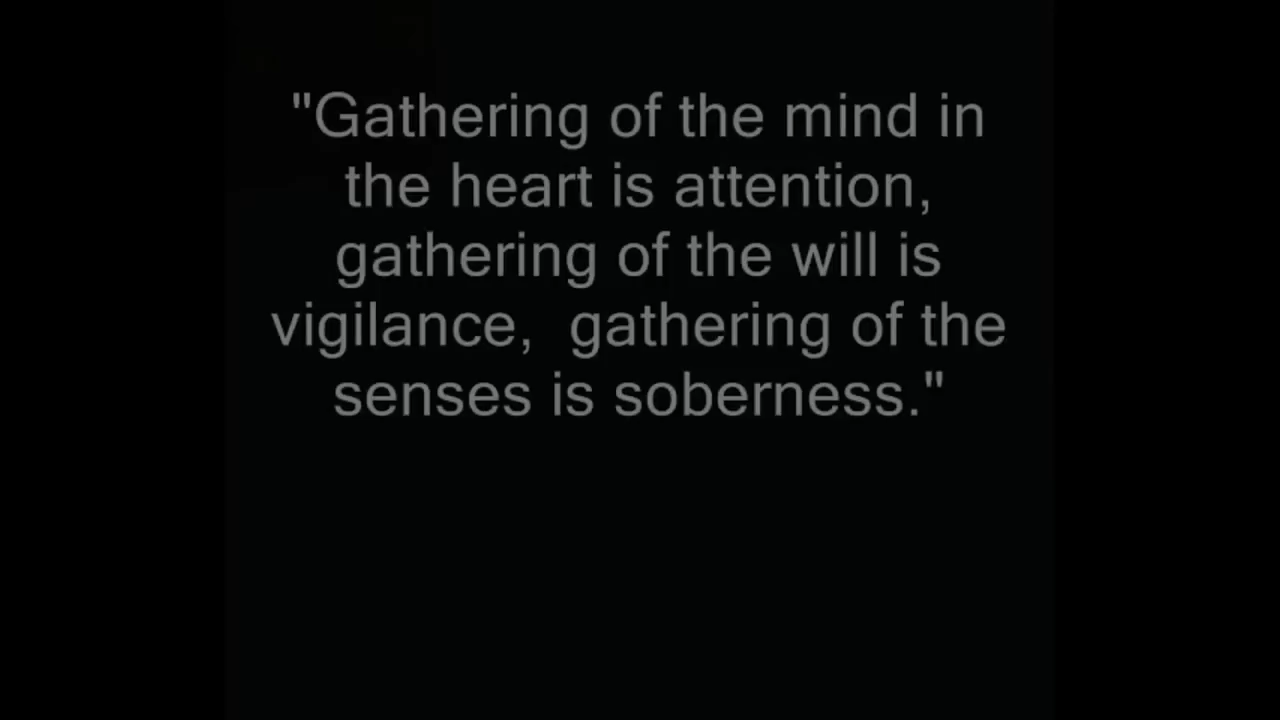 "Gathering of the mind in
the heart is attention,
gathering of the will is
vigilance,  gathering of the
senses is soberness."